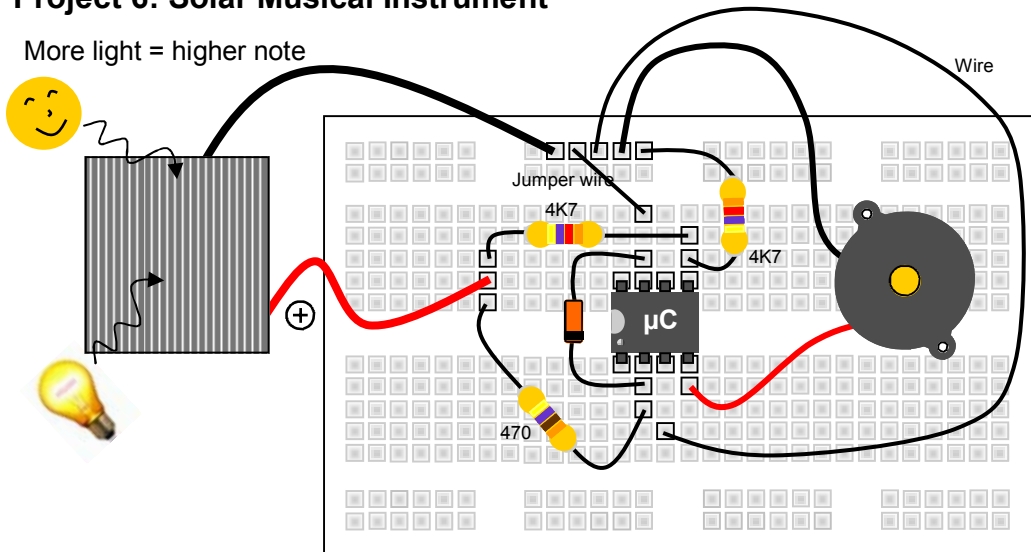 Project 6: Solar Musical Instrument
More light = higher note
Wire
Jumper wire
4K7
4K7
µC
470